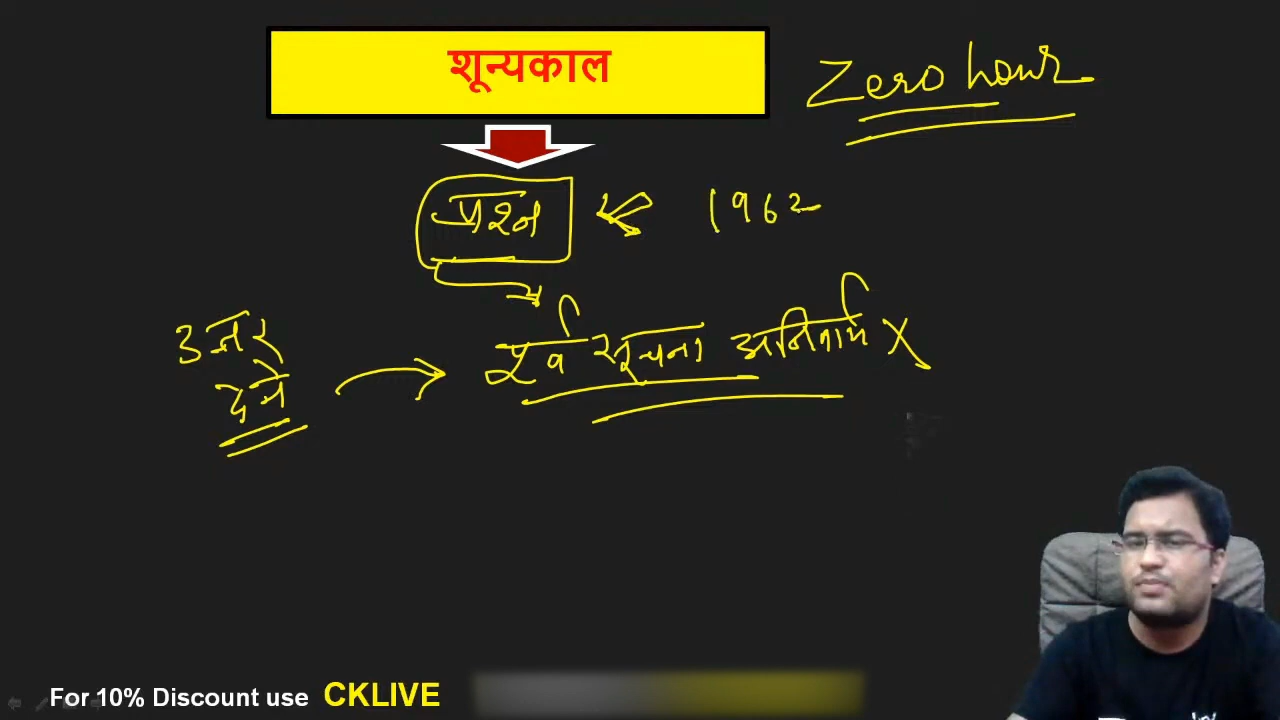 शून्यकाल
Zero hour
प्रश्न
1962
उत्तर
देने
पूर्व सूचना अनिवार्य X
For 10% Discount use CKLIVE